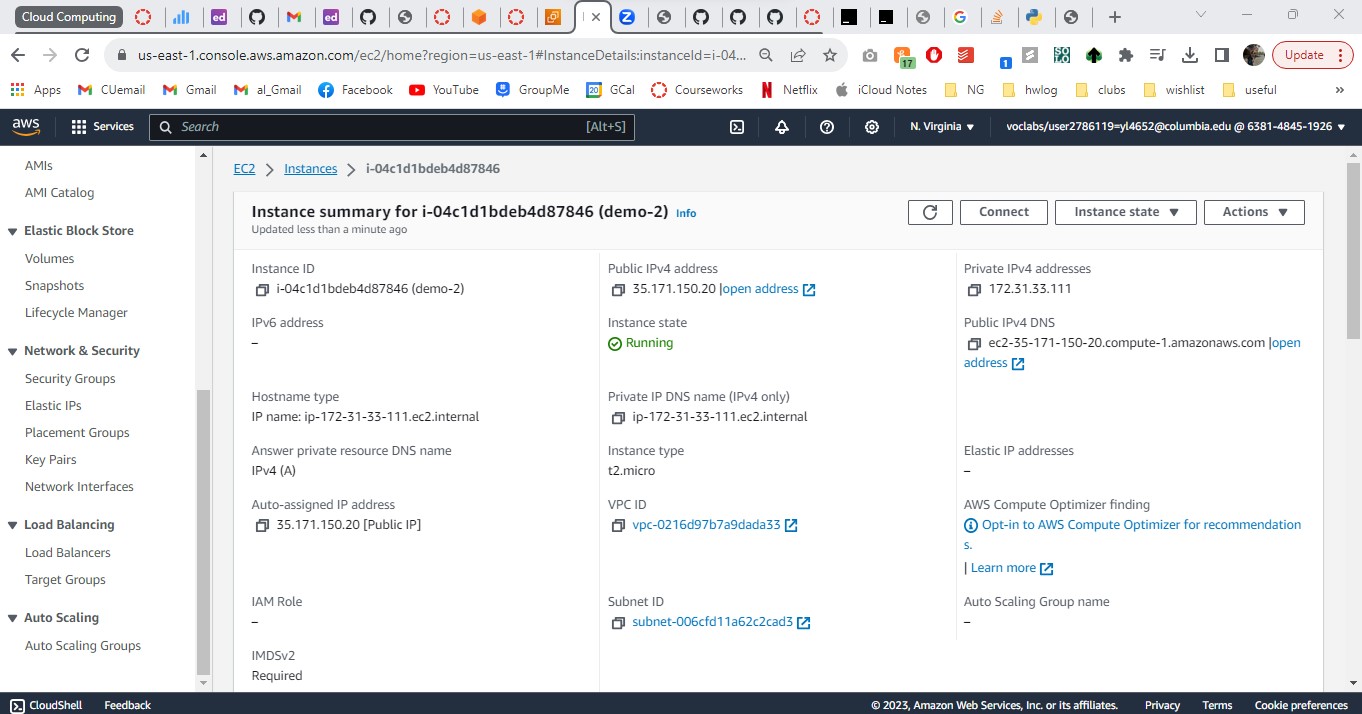 Cloud Computing
ed
ed
Z
G
us-east-1.console.aws.amazon.com/ec2/home?region=us-east-1#InstanceDetails:instanceId=i-04...
17
1
Update
Apps CUemail Gmail al_Gmail Facebook YouTube GroupMe 20 GCal Courseworks Netflix iCloud Notes NG hwlog clubs wishlist useful »
aws Services Search [Alt+S] N. Virginia voclabs/user2786119=yl4652@columbia.edu @ 6381-4845-1926
AMIs
AMI Catalog
Elastic Block Store
Volumes
Snapshots
Lifecycle Manager
Network & Security
Security Groups
Elastic IPs
Placement Groups
Key Pairs
Network Interfaces
Load Balancing
Load Balancers
Target Groups
Auto Scaling
Auto Scaling Groups
EC2 > Instances > i-04c1d1bdeb4d87846
Instance summary for i-04c1d1bdeb4d87846 (demo-2) Info
Updated less than a minute ago
Connect Instance state Actions
Instance ID
i-04c1d1bdeb4d87846 (demo-2)
Public IPv4 address
35.171.150.20 |open address
Private IPv4 addresses
172.31.33.111
IPv6 address
–
Instance state
Running
Public IPv4 DNS
ec2-35-171-150-20.compute-1.amazonaws.com |open
address
Hostname type
IP name: ip-172-31-33-111.ec2.internal
Private IP DNS name (IPv4 only)
ip-172-31-33-111.ec2.internal
Answer private resource DNS name
IPv4 (A)
Instance type
t2.micro
Elastic IP addresses
–
Auto-assigned IP address
35.171.150.20 [Public IP]
VPC ID
vpc-0216d97b7a9dada33
AWS Compute Optimizer finding
Opt-in to AWS Compute Optimizer for recommendation
s.
| Learn more
IAM Role
–
Subnet ID
subnet-006cfd11a62c2cad3
Auto Scaling Group name
–
IMDSv2
Required
CloudShell Feedback © 2023, Amazon Web Services, Inc. or its affiliates. Privacy Terms Cookie preferences